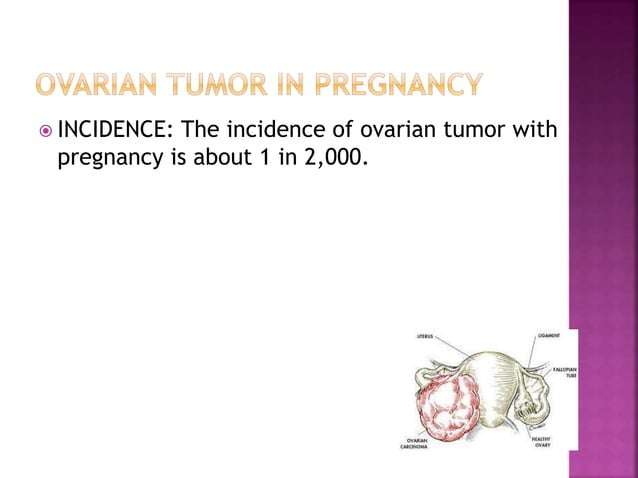 OVARIAN TUMOR IN PREGNANCY
INCIDENCE: The incidence of ovarian tumor with
pregnancy is about 1 in 2,000.
UTERUS
LIGAMENT
FALLOPIAN
TUBE
OVARIAN
CARCINOMA
HEALTHY
OVARY